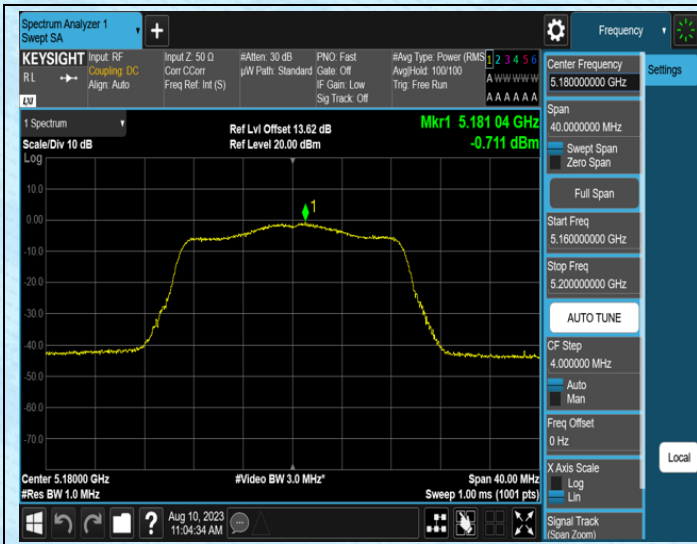 Spectrum Analyzer 1
Swept SA
+
Frequency
KEYSIGHT
RL
LXI
Input: RF
Coupling: DC
Align: Auto
Input Z: 50 Ω
Corr CCorr
Freq Ref: Int (S)
#Atten: 30 dB
µW Path: Standard
PNO: Fast
Gate: Off
IF Gain: Low
Sig Track: Off
#Avg Type: Power (RMS
Avg|Hold: 100/100
Trig: Free Run
1 2 3 4 5 6
A W W W W W
A A A A A A
Center Frequency
5.180000000 GHz
Settings
Span
40.0000000 MHz
Swept Span
Zero Span
Full Span
Start Freq
5.160000000 GHz
Stop Freq
5.200000000 GHz
AUTO TUNE
CF Step
4.000000 MHz
Auto
Man
Freq Offset
0 Hz
X Axis Scale
Log
Lin
Signal Track
(Span Zoom)
Local
1 Spectrum
Scale/Div 10 dB
Log
Ref Lvl Offset 13.62 dB
Ref Level 20.00 dBm
Mkr1 5.181 04 GHz
-0.711 dBm
1
10.0
0.00
-10.0
-20.0
-30.0
-40.0
-50.0
-60.0
-70.0
Center 5.18000 GHz
#Res BW 1.0 MHz
#Video BW 3.0 MHz*
Span 40.00 MHz
Sweep 1.00 ms (1001 pts)
?
Aug 10, 2023
11:04:34 AM